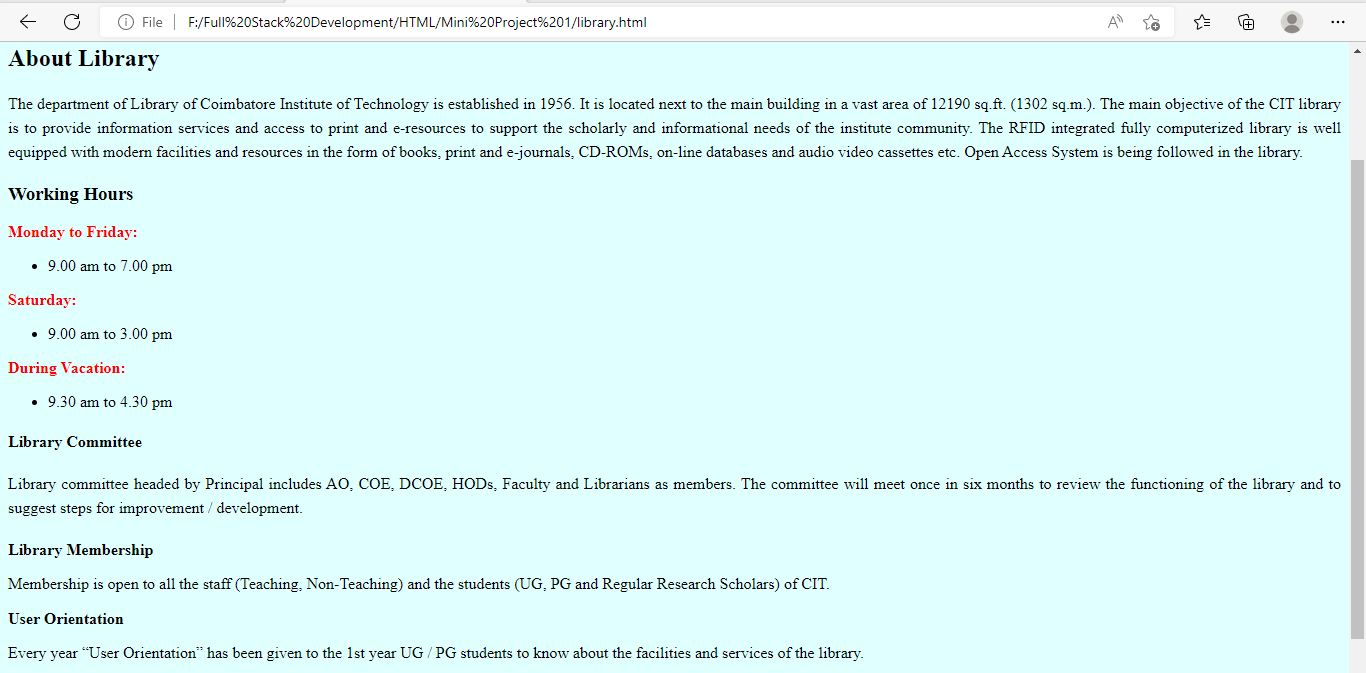 File
F:/Full%20Stack%20Development/HTML/Mini%20Project%201/library.html
About Library
The department of Library of Coimbatore Institute of Technology is established in 1956. It is located next to the main building in a vast area of 12190 sq.ft. (1302 sq.m.). The main objective of the CIT library
is to provide information services and access to print and e-resources to support the scholarly and informational needs of the institute community. The RFID integrated fully computerized library is well
equipped with modern facilities and resources in the form of books, print and e-journals, CD-ROMs, on-line databases and audio video cassettes etc. Open Access System is being followed in the library.
Working Hours
Monday to Friday:
• 9.00 am to 7.00 pm
Saturday:
• 9.00 am to 3.00 pm
During Vacation:
• 9.30 am to 4.30 pm
Library Committee
Library committee headed by Principal includes AO, COE, DCOE, HODs, Faculty and Librarians as members. The committee will meet once in six months to review the functioning of the library and to
suggest steps for improvement / development.
Library Membership
Membership is open to all the staff (Teaching, Non-Teaching) and the students (UG, PG and Regular Research Scholars) of CIT.
User Orientation
Every year “User Orientation” has been given to the 1st year UG / PG students to know about the facilities and services of the library.